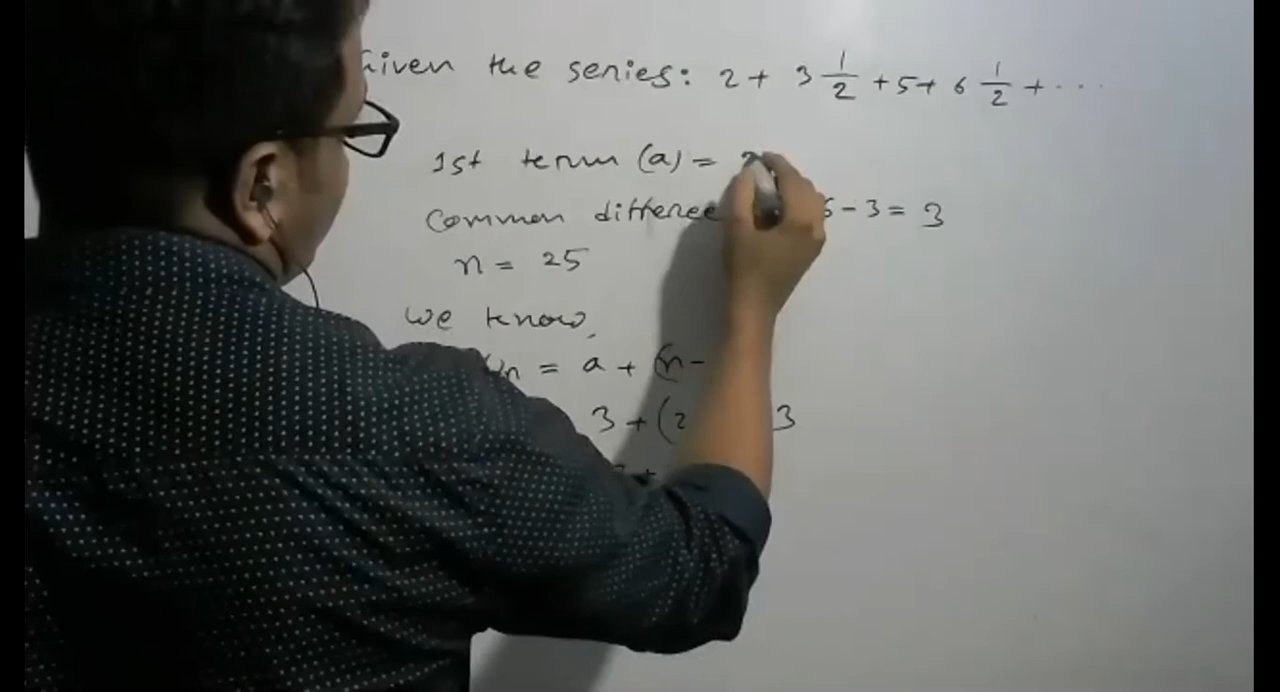 Given the series: 2 + 3 1/2 + 5 + 6 1/2 + ...
1st term (a) =
Common difference 6 - 3 = 3
n = 25
We know,
Un = a + (n -
3 + (2 3